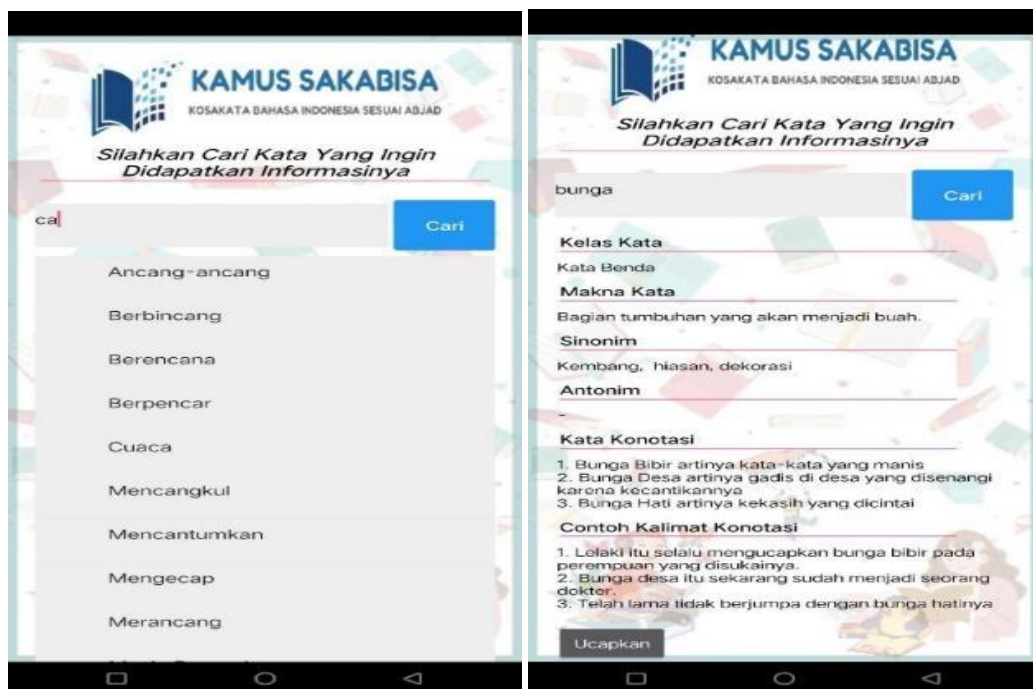 KAMUS SAKABISA
KOSAKATA BAHASA INDONESIA SESUAI ABJAD
Silahkan Cari Kata Yang Ingin
Didapatkan Informasinya
ca
Cari
Ancang-ancang
Berbincang
Berencana
Berpencar
Cuaca
Mencangkul
Mencantumkan
Mengecap
Merancang
KAMUS SAKABISA
KOSAKATA BAHASA INDONESIA SESUAI ABJAD
Silahkan Cari Kata Yang Ingin
Didapatkan Informasinya
bunga
Cari
Kelas Kata
Kata Benda
Makna Kata
Bagian tumbuhan yang akan menjadi buah.
Sinonim
Kembang, hiasan, dekorasi
Antonim
-
Kata Konotasi
1. Bunga Bibir artinya kata-kata yang manis
2. Bunga Desa artinya gadis di desa yang disenangi
karena kecantikannya
3. Bunga Hati artinya kekasih yang dicintai
Contoh Kalimat Konotasi
1. Lelaki itu selalu mengucapkan bunga bibir pada
perempuan yang disukainya.
2. Bunga desa itu sekarang sudah menjadi seorang
dokter.
3. Telah lama tidak berjumpa dengan bunga hatinya
Ucapkan